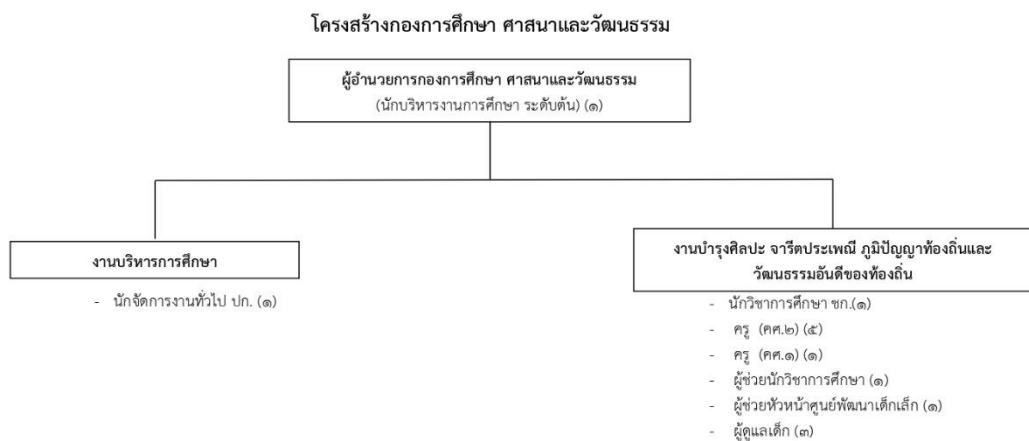 โครงสร้างกองการศึกษา ศาสนาและวัฒนธรรม
ผู้อำนวยการกองการศึกษา ศาสนาและวัฒนธรรม
(นักบริหารงานการศึกษา ระดับต้น) (๑)
งานบริหารการศึกษา
- นักจัดการงานทั่วไป ปก. (๑)
งานบำรุงศิลปะ จารีตประเพณี ภูมิปัญญาท้องถิ่นและ
วัฒนธรรมอันดีของท้องถิ่น
- นักวิชาการศึกษา ชก.(๑)
- ครู (คศ.๒) (๕)
- ครู (คศ.๑) (๑)
- ผู้ช่วยนักวิชาการศึกษา (๑)
- ผู้ช่วยหัวหน้าศูนย์พัฒนาเด็กเล็ก (๑)
- ผู้ดูแลเด็ก (๓)